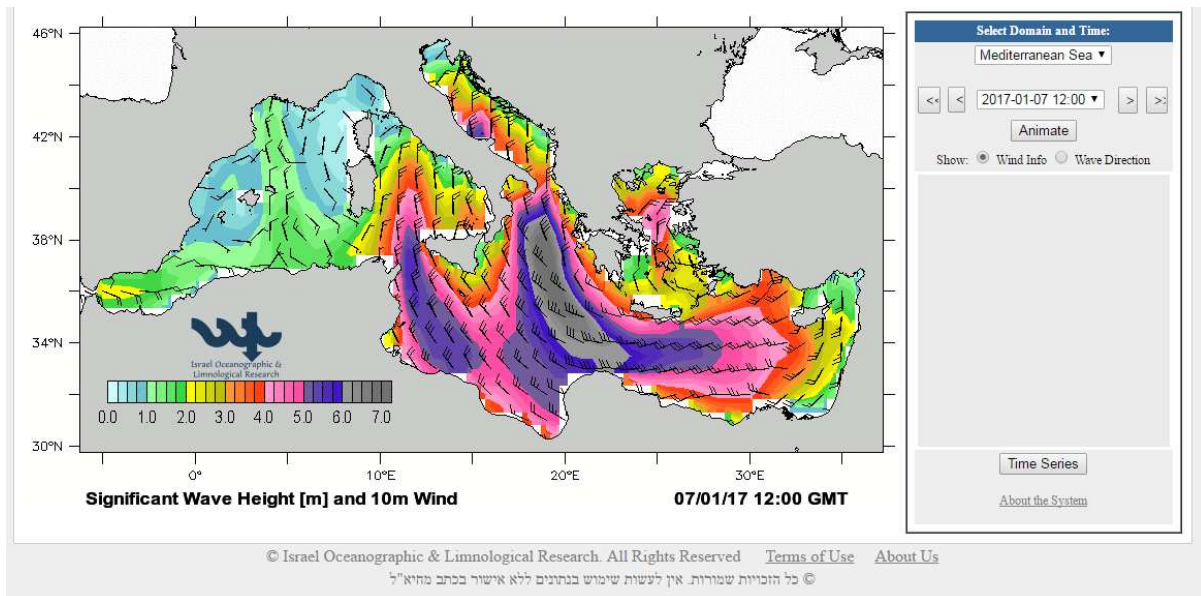 46°N
42°N
38°N
34°N
30°N
0°
10°E
20°E
30°E
Israel Oceanographic &
Limnological Research
0.0 1.0 2.0 3.0 4.0 5.0 6.0 7.0
Significant Wave Height [m] and 10m Wind
07/01/17 12:00 GMT
Select Domain and Time:
Mediterranean Sea ▼
<< < 2017-01-07 12:00 ▼ > >>
Animate
Show: Wind Info Wave Direction
Time Series
About the System
© Israel Oceanographic & Limnological Research. All Rights Reserved Terms of Use About Us
© כל הזכויות שמורות. אין לעשות שימוש בנתונים ללא אישור בכתב מחיא"ל